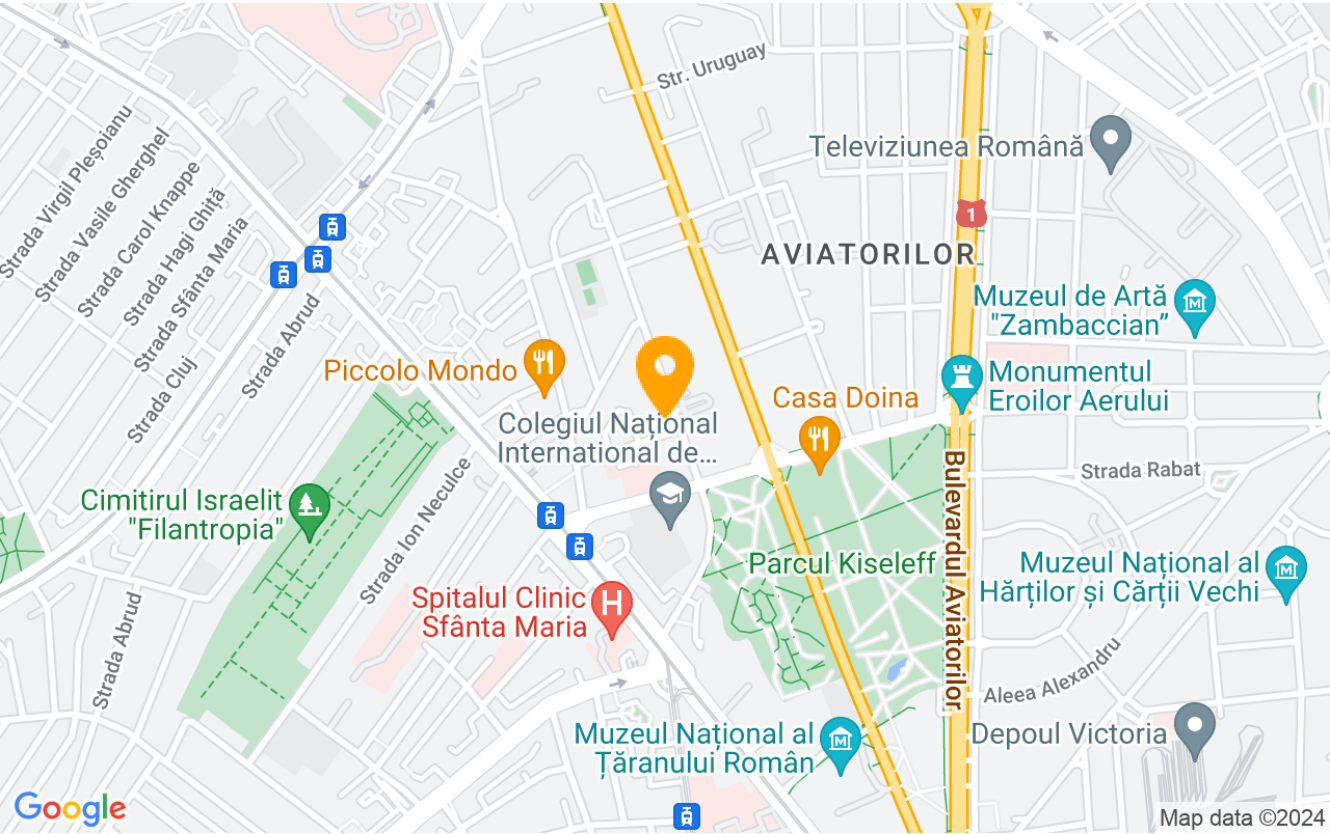 Str. Uruguay
Strada Virgil Pleșoianu
Strada Vasile Gherghel
Strada Carol Knappe
Strada Hagi Ghiță
Strada Sfânta Maria
Strada Cluj
Strada Abrud
Televiziunea Română
1
AVIATORILOR
Muzeul de Artă
"Zambaccian”
Piccolo Mondo
Casa Doina
Monumentul
Eroilor Aerului
Colegiul Național
International de...
Strada Rabat
Cimitirul Israelit
"Filantropia"
Strada Ion Neculce
Bulevardul Aviatorilor
Parcul Kiseleff
Muzeul Național al
Hărților și Cărții Vechi
H
Spitalul Clinic
Sfânta Maria
Strada Abrud
Aleea Alexandru
Muzeul Național al
Țăranului Român
Depoul Victoria
Google
Map data ©2024